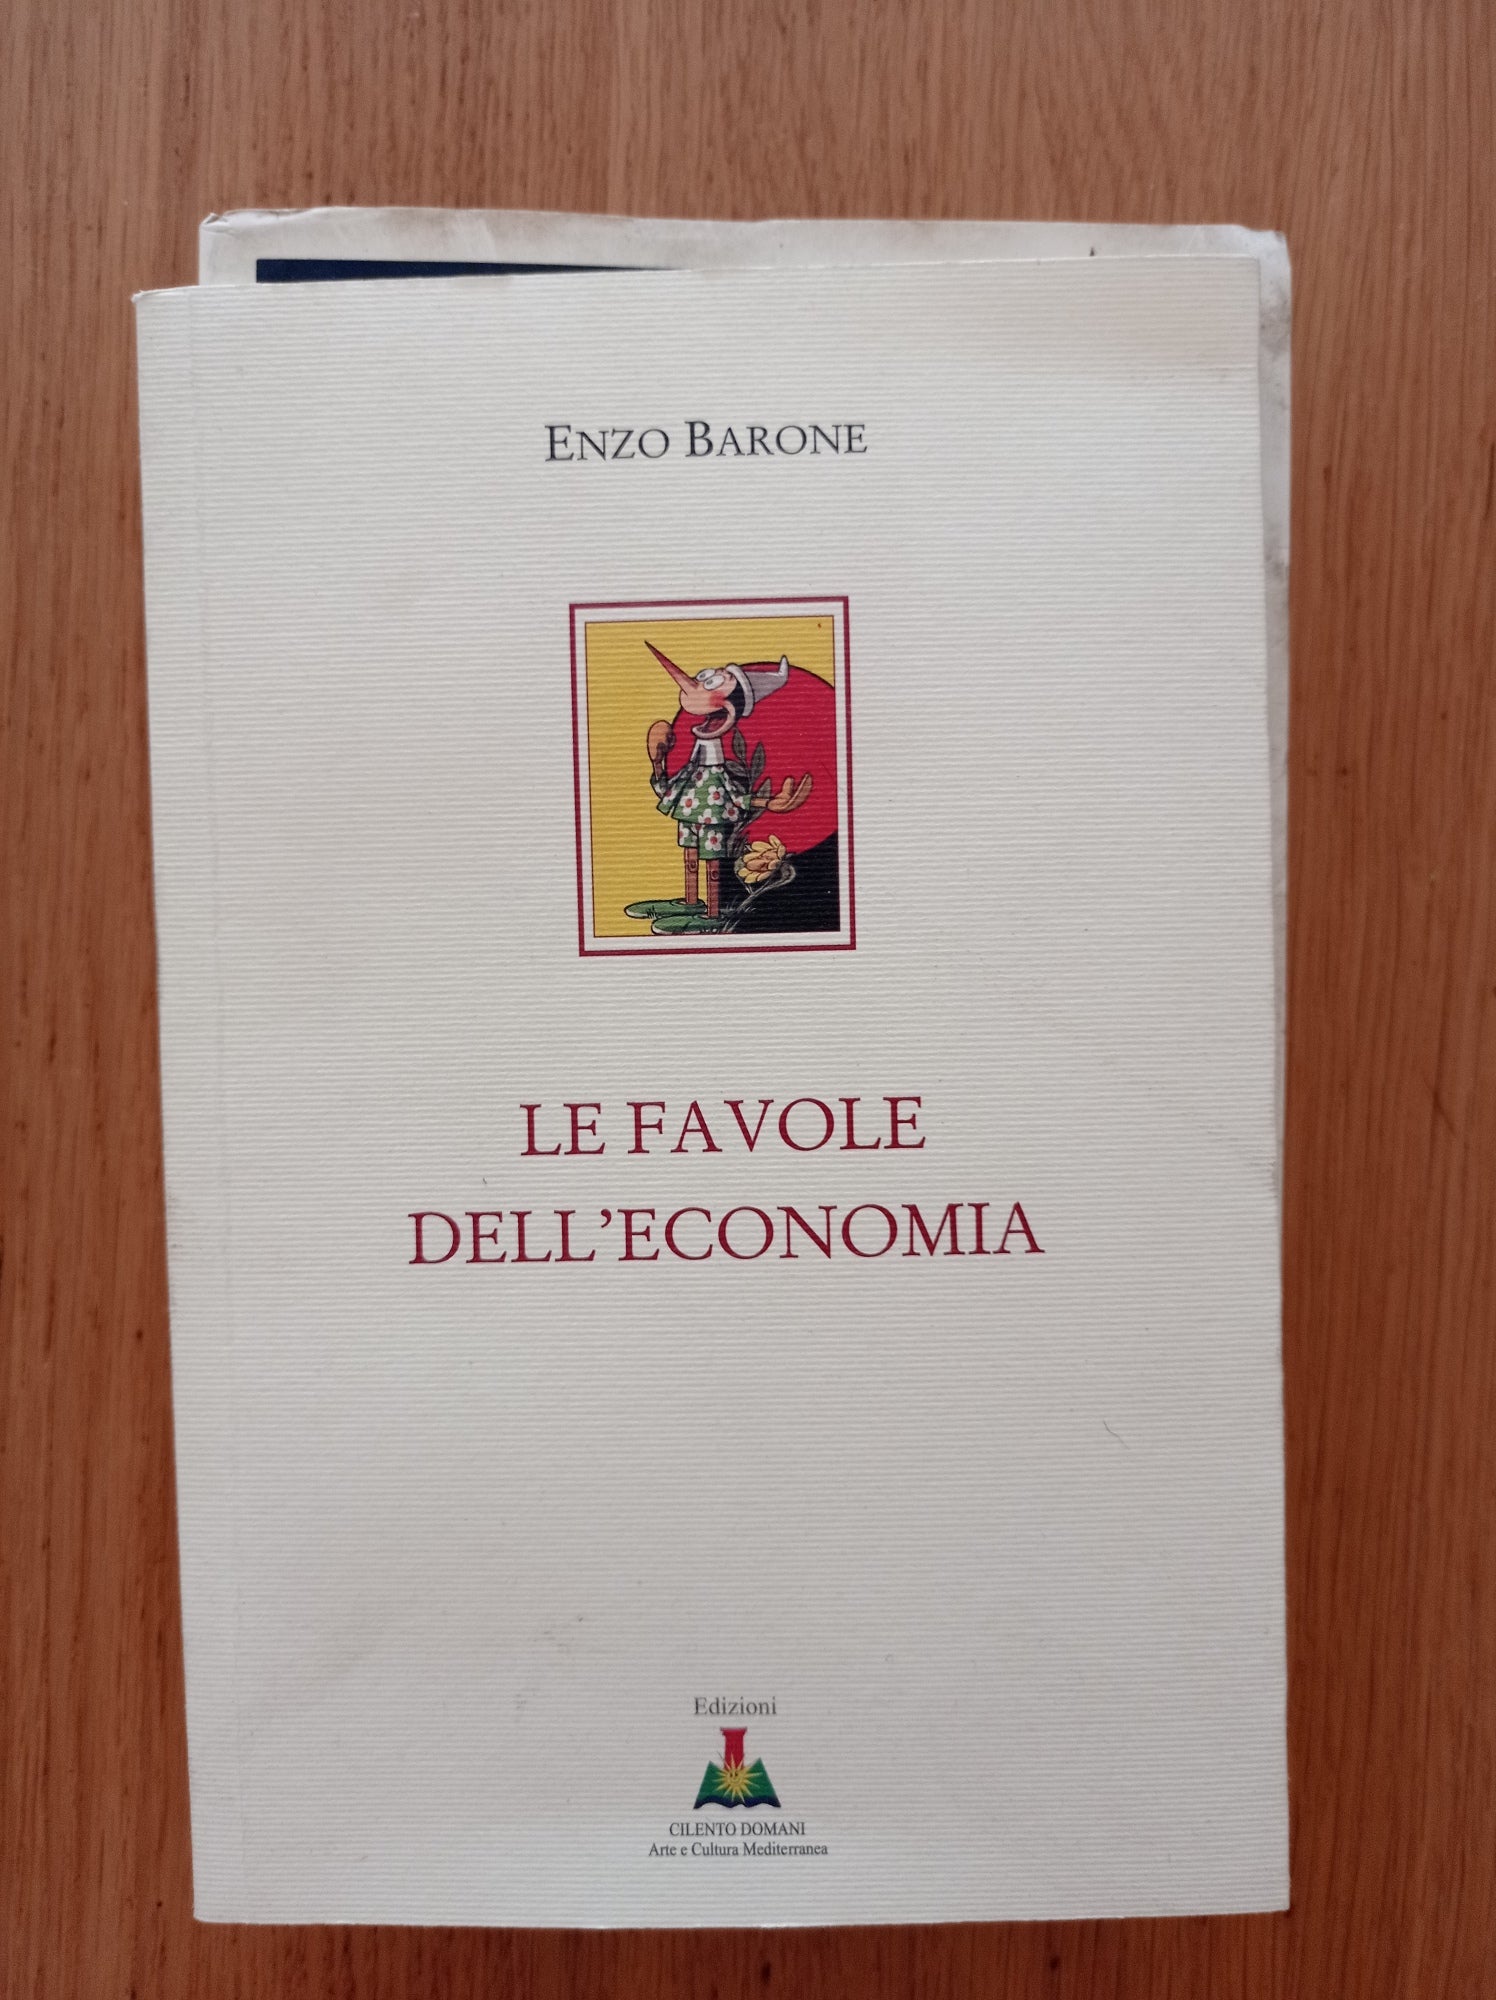 ENZO BARONE
LE FAVOLE
DELL'ECONOMIA
Edizioni
CILENTO DOMANI
Arte e Cultura Mediterranea